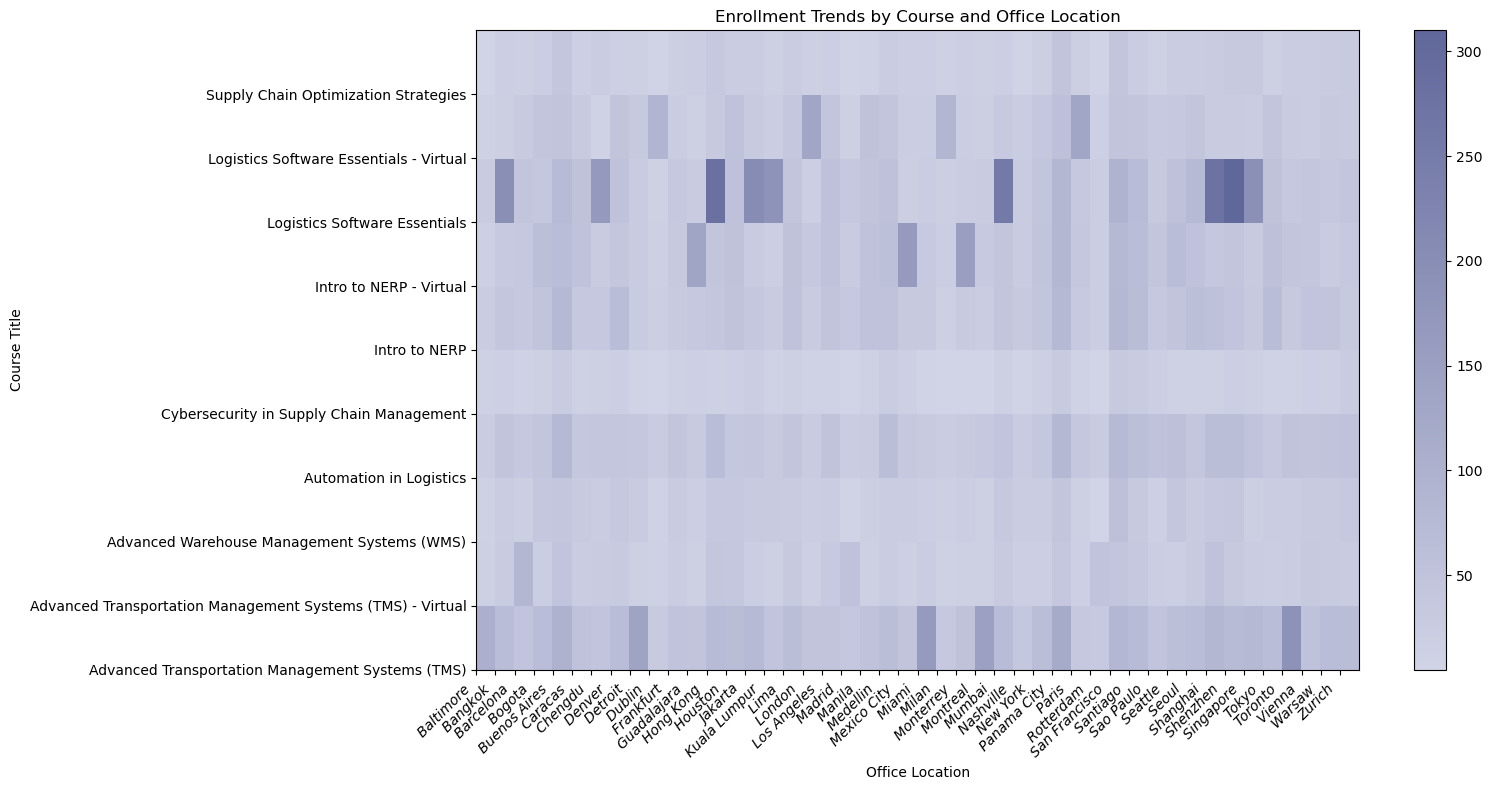 Enrollment Trends by Course and Office Location
Supply Chain Optimization Strategies
Logistics Software Essentials - Virtual
Logistics Software Essentials
Intro to NERP - Virtual
Intro to NERP
Cybersecurity in Supply Chain Management
Automation in Logistics
Advanced Warehouse Management Systems (WMS)
Advanced Transportation Management Systems (TMS) - Virtual
Advanced Transportation Management Systems (TMS)
Course Title
Baltimore
Bangkok
Barcelona
Bogota
Buenos Aires
Caracas
Chengdu
Denver
Detroit
Dublin
Frankfurt
Guadalajara
Hong Kong
Houston
Jakarta
Kuala Lumpur
Lima
London
Los Angeles
Madrid
Manila
Medellin
Mexico City
Miami
Milan
Monterrey
Montreal
Mumbai
Nashville
New York
Panama City
Paris
Rotterdam
San Francisco
Santiago
Sao Paulo
Seattle
Seoul
Shanghai
Shenzhen
Singapore
Tokyo
Toronto
Vienna
Warsaw
Zurich
Office Location
300
250
200
150
100
50